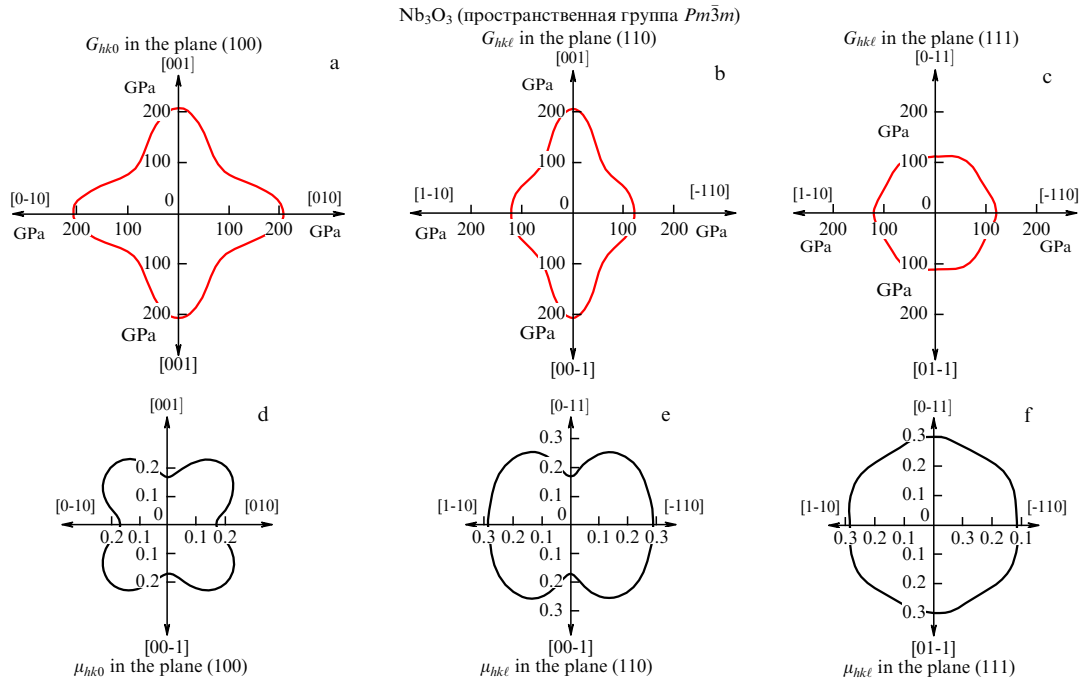 Nb₃O₃ (пространственная группа Pm3̄m)
G_hk0 in the plane (100)
[001]
a
GPa
200
100
0
[0-10]
[010]
200
100
100
200
GPa
GPa
100
200
GPa
[001]
G_hkℓ in the plane (110)
[001]
b
GPa
200
100
0
[1-10]
[-110]
200
100
100
200
GPa
GPa
100
200
GPa
[00-1]
G_hkℓ in the plane (111)
[0-11]
c
200
GPa
100
0
[1-10]
[-110]
200
100
100
200
GPa
GPa
100
GPa
200
[01-1]
[001]
d
0.2
0.1
0
[0-10]
[010]
0.2 0.1
0.1 0.2
0.1
0.2
[00-1]
μ_hk0 in the plane (100)
[0-11]
e
0.3
0.2
0.1
0
[1-10]
[-110]
0.3 0.2 0.1
0.1 0.2 0.3
0.1
0.2
0.3
[00-1]
μ_hkℓ in the plane (110)
[0-11]
f
0.3
0.2
0.1
0
[1-10]
[-110]
0.3 0.2 0.1
0.3 0.2 0.1
0.1
0.2
0.3
[01-1]
μ_hkℓ in the plane (111)